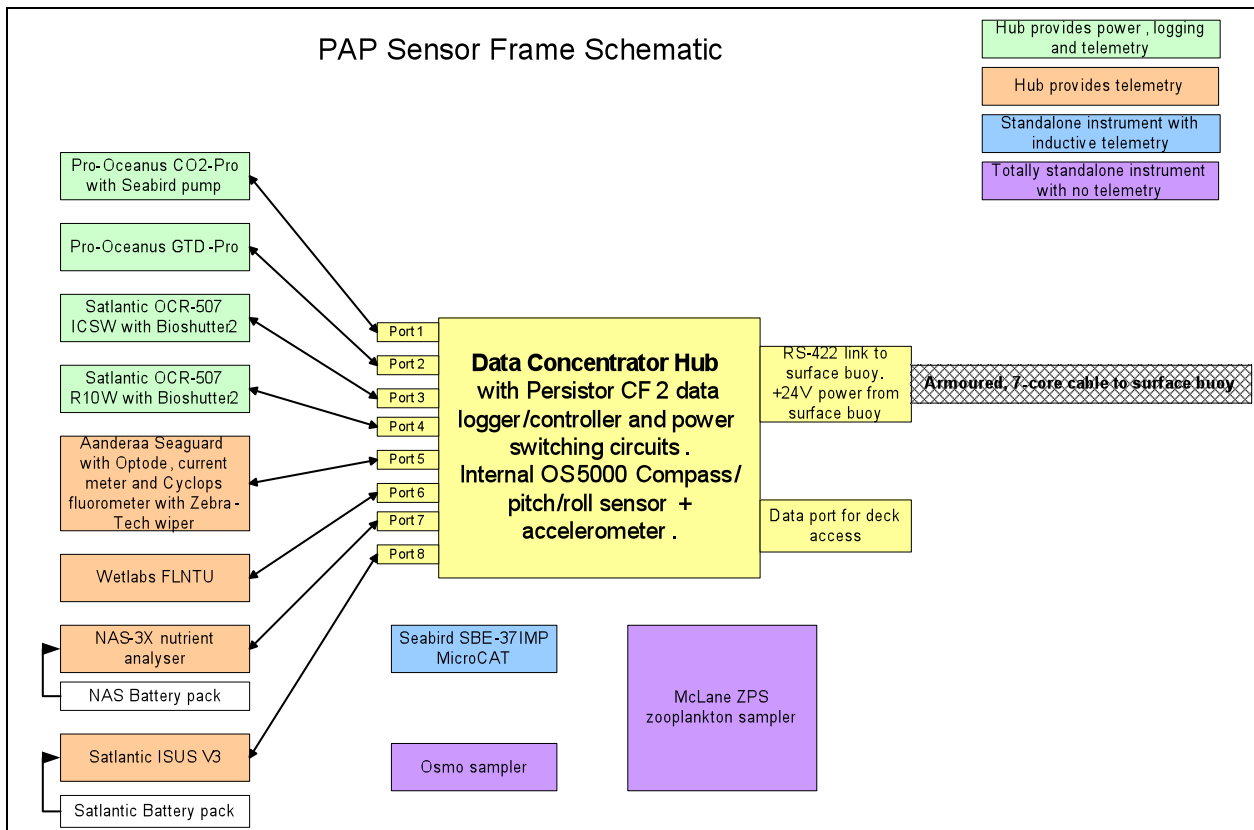 PAP Sensor Frame Schematic
Hub provides power , logging
and telemetry
Hub provides telemetry
Standalone instrument with
inductive telemetry
Totally standalone instrument
with no telemetry
Pro-Oceanus CO2-Pro
with Seabird pump
Pro-Oceanus GTD-Pro
Satlantic OCR-507
ICSW with Bioshutter2
Satlantic OCR-507
R10W with Bioshutter2
Aanderaa Seaguard
with Optode, current
meter and Cyclops
fluorometer with Zebra-
Tech wiper
Wetlabs FLNTU
NAS-3X nutrient
analyser
NAS Battery pack
Satlantic ISUS V3
Satlantic Battery pack
Port 1
Port 2
Port 3
Port 4
Port 5
Port 6
Port 7
Port 8
Data Concentrator Hub
with Persistor CF 2 data
logger/controller and power
switching circuits .
Internal OS5000 Compass/
pitch/roll sensor +
accelerometer .
RS-422 link to
surface buoy.
+24V power from
surface buoy
Armoured, 7-core cable to surface buoy
Data port for deck
access
Seabird SBE-37IMP
MicroCAT
McLane ZPS
zooplankton sampler
Osmo sampler